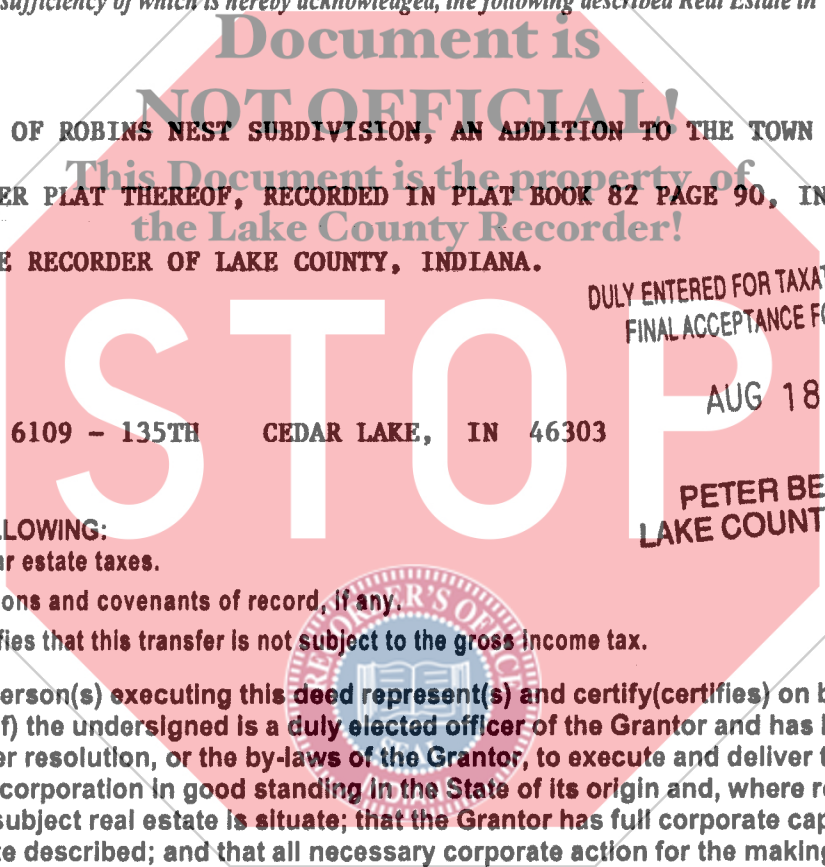 sufficiency of which is hereby acknowledged, the following described Real Estate in
Document is
NOT OFFICIAL!
OF ROBINS NEST SUBDIVISION, AN ADDITION TO THE TOWN
This Document is the property of
ER PLAT THEREOF, RECORDED IN PLAT BOOK 82 PAGE 90, IN
the Lake County Recorder!
E RECORDER OF LAKE COUNTY, INDIANA.
DULY ENTERED FOR TAXAT
FINAL ACCEPTANCE FO
STOP
AUG 18
6109 - 135TH CEDAR LAKE, IN 46303
PETER BE
LAKE COUNT
LLOWING:
ar estate taxes.
ons and covenants of record, if any.
fies that this transfer is not subject to the gross income tax.
RECORDER'S OFFIC
erson(s) executing this deed represent(s) and certify(certifies) on b
f) the undersigned is a duly elected officer of the Grantor and has
er resolution, or the by-laws of the Grantor, to execute and deliver t
corporation in good standing in the State of its origin and, where re
subject real estate is situate; that the Grantor has full corporate cap
te described; and that all necessary corporate action for the making